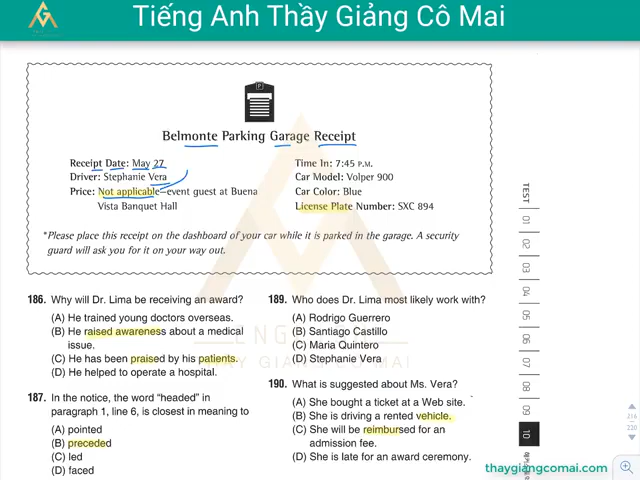 Tiếng Anh Thầy Giảng Cô Mai
P
Belmonte Parking Garage Receipt
Receipt Date: May 27
Driver: Stephanie Vera
Price: Not applicable—event guest at Buena
Vista Banquet Hall
Time In: 7:45 P.M.
Car Model: Volper 900
Car Color: Blue
License Plate Number: SXC 894
*Please place this receipt on the dashboard of your car while it is parked in the garage. A security
guard will ask you for it on your way out.
186. Why will Dr. Lima be receiving an award?
(A) He trained young doctors overseas.
(B) He raised awareness about a medical
issue.
(C) He has been praised by his patients.
(D) He helped to operate a hospital.
187. In the notice, the word “headed” in
paragraph 1, line 6, is closest in meaning to
(A) pointed
(B) preceded
(C) led
(D) faced
189. Who does Dr. Lima most likely work with?
(A) Rodrigo Guerrero
(B) Santiago Castillo
(C) Maria Quintero
(D) Stephanie Vera
190. What is suggested about Ms. Vera?
(A) She bought a ticket at a Web site.
(B) She is driving a rented vehicle.
(C) She will be reimbursed for an
admission fee.
(D) She is late for an award ceremony.
TEST
01
02
03
04
05
06
07
08
09
10
216
220
thaygiangcomai.com